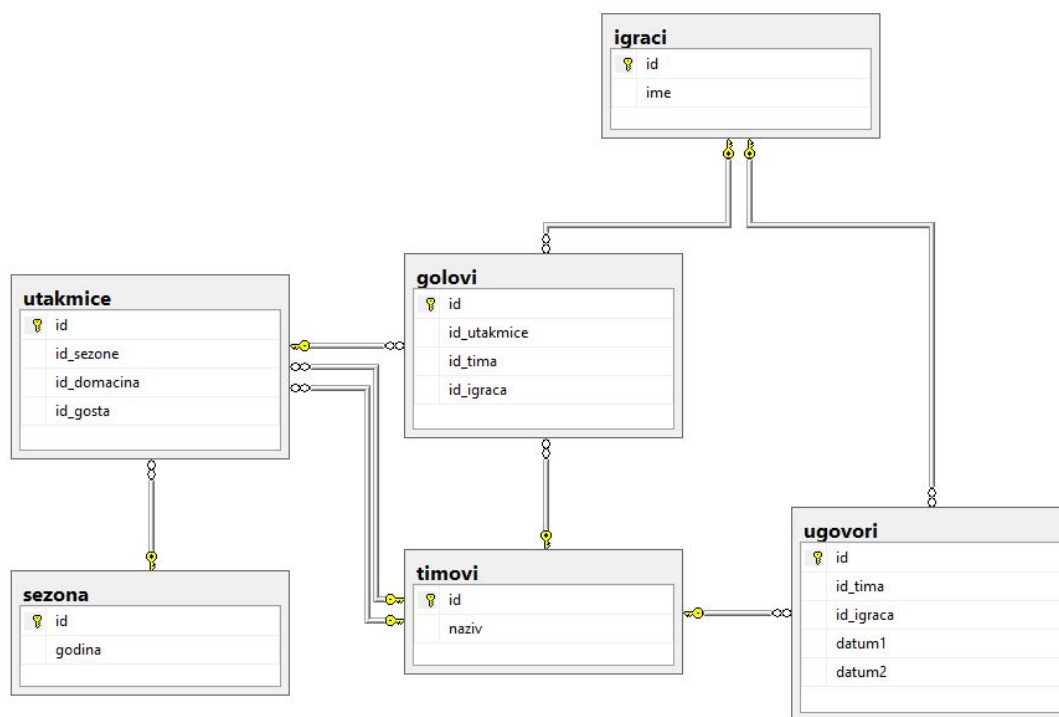 igraci
id
ime
golovi
id
id_utakmice
id_tima
id_igraca
utakmice
id
id_sezone
id_domacina
id_gosta
sezona
id
godina
timovi
id
naziv
ugovori
id
id_tima
id_igraca
datum1
datum2